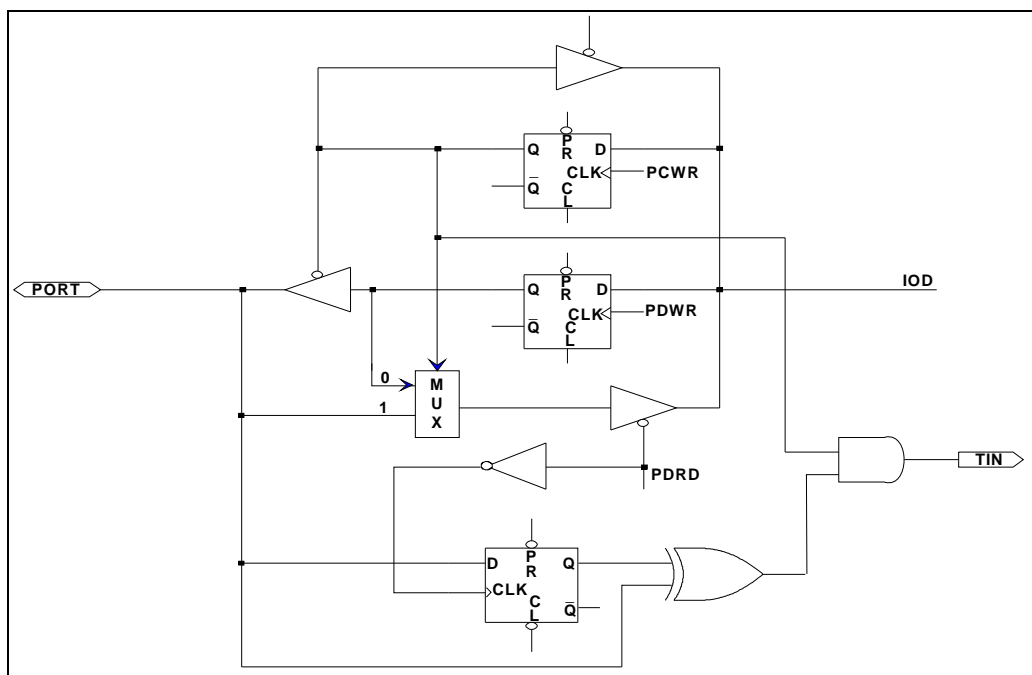 P
R
Q D
CLK PCWR
Q̅ C
L
PORT
IOD
P
R
Q D
CLK PDWR
Q̅ C
L
0 M
U
1 X
PDRD
TIN
P
R
D Q
CLK
C
L Q̅